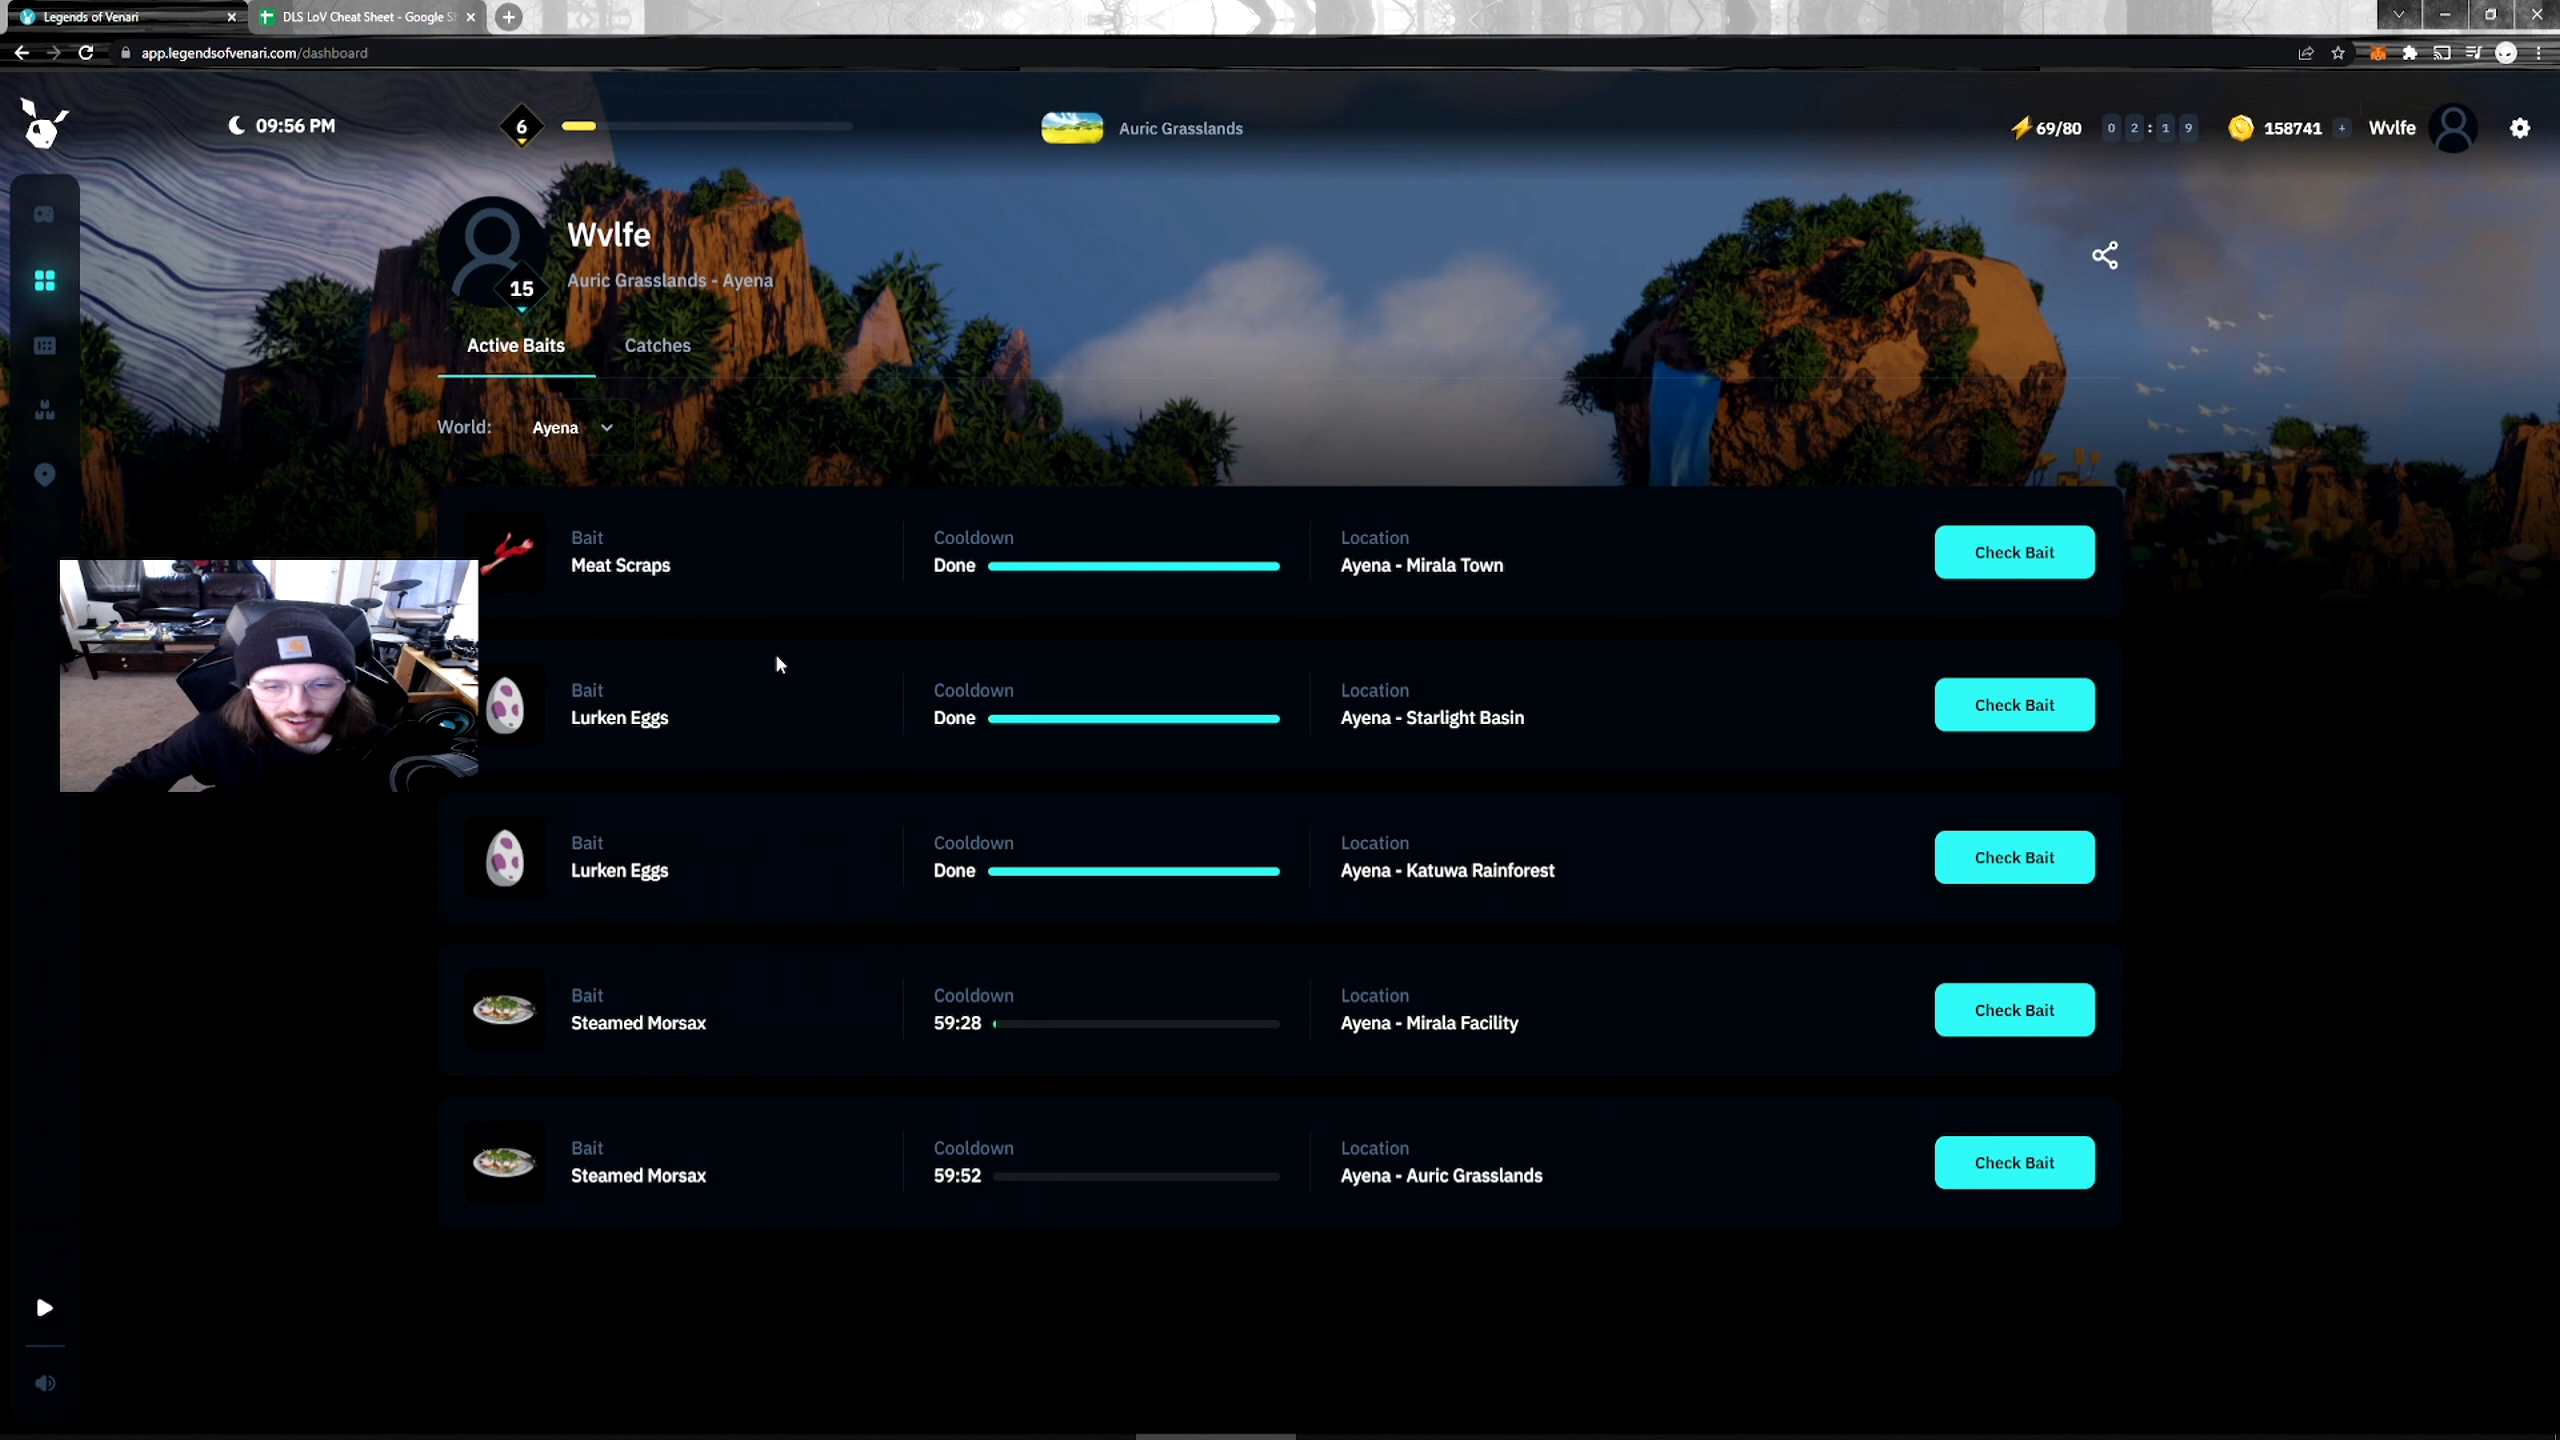 Legends of Venari
DLS LoV Cheat Sheet - Google S
app.legendsofvenari.com/dashboard
09:56 PM
6
Auric Grasslands
69/80
02:19
158741
+
Wvlfe
Wvlfe
Auric Grasslands - Ayena
15
Active Baits
Catches
World:
Ayena
Bait
Meat Scraps
Cooldown
Done
Location
Ayena - Mirala Town
Check Bait
Bait
Lurken Eggs
Cooldown
Done
Location
Ayena - Starlight Basin
Check Bait
Bait
Lurken Eggs
Cooldown
Done
Location
Ayena - Katuwa Rainforest
Check Bait
Bait
Steamed Morsax
Cooldown
59:28
Location
Ayena - Mirala Facility
Check Bait
Bait
Steamed Morsax
Cooldown
59:52
Location
Ayena - Auric Grasslands
Check Bait